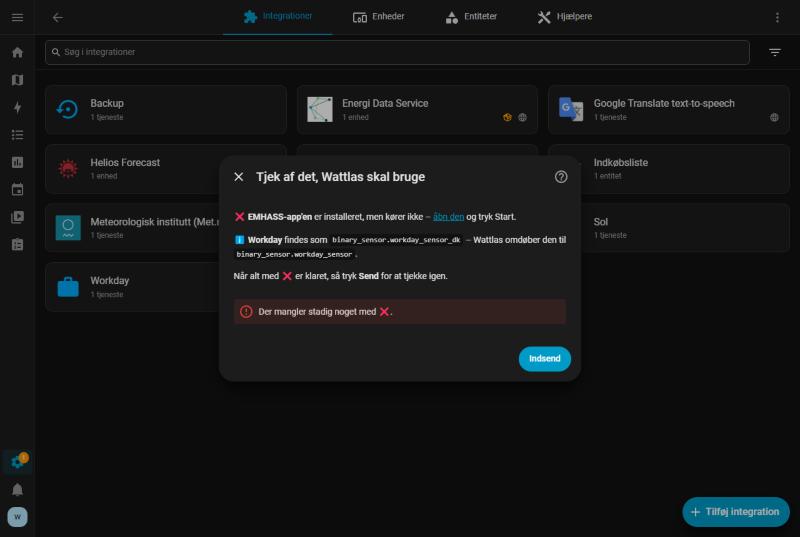 Integrationer
Enheder
Entiteter
Hjælpere
Søg i integrationer
Backup
1 tjeneste
Energi Data Service
1 enhed
Google Translate text-to-speech
1 tjeneste
Helios Forecast
1 enhed
Indkøbsliste
1 entitet
Meteorologisk institutt (Met.n
1 tjeneste
Sol
1 tjeneste
Workday
1 tjeneste
Tjek af det, Wattlas skal bruge
❌ EMHASS-app'en er installeret, men kører ikke – åbn den og tryk Start.
ℹ️ Workday findes som binary_sensor.workday_sensor_dk – Wattlas omdøber den til
binary_sensor.workday_sensor.
Når alt med ❌ er klaret, så tryk Send for at tjekke igen.
Der mangler stadig noget med ❌.
Indsend
1
W
Tilføj integration